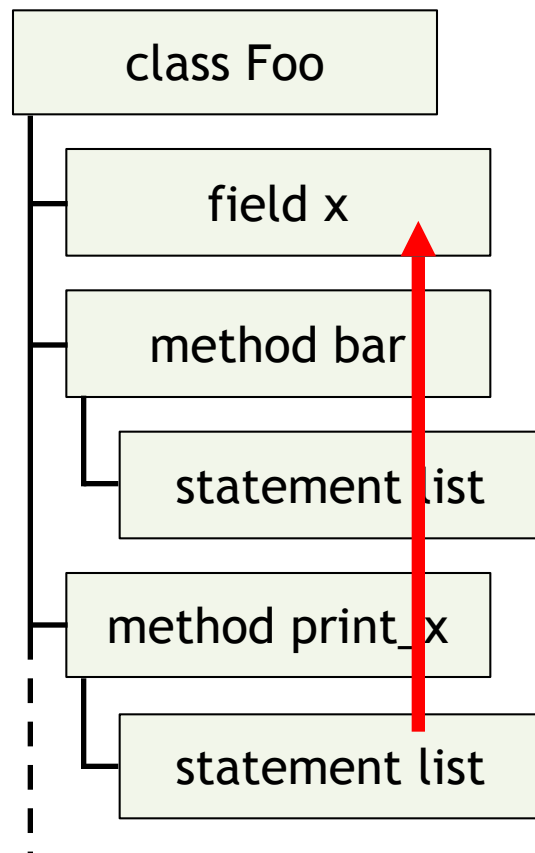 class Foo
field x
method bar
statement list
method print_x
statement list